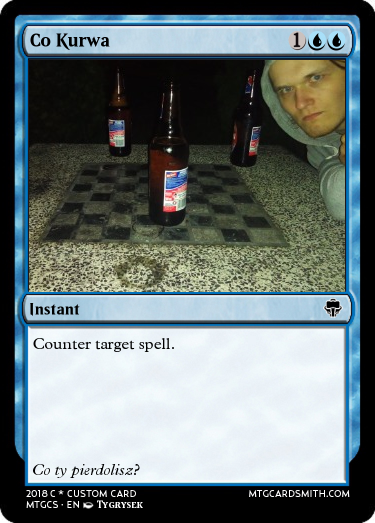 Co Kurwa 1
Instant
Counter target spell.
Co ty pierdolisz?
2018 C * CUSTOM CARD MTGCARDSMITH.COM
MTGCS · EN TYGRYSEK